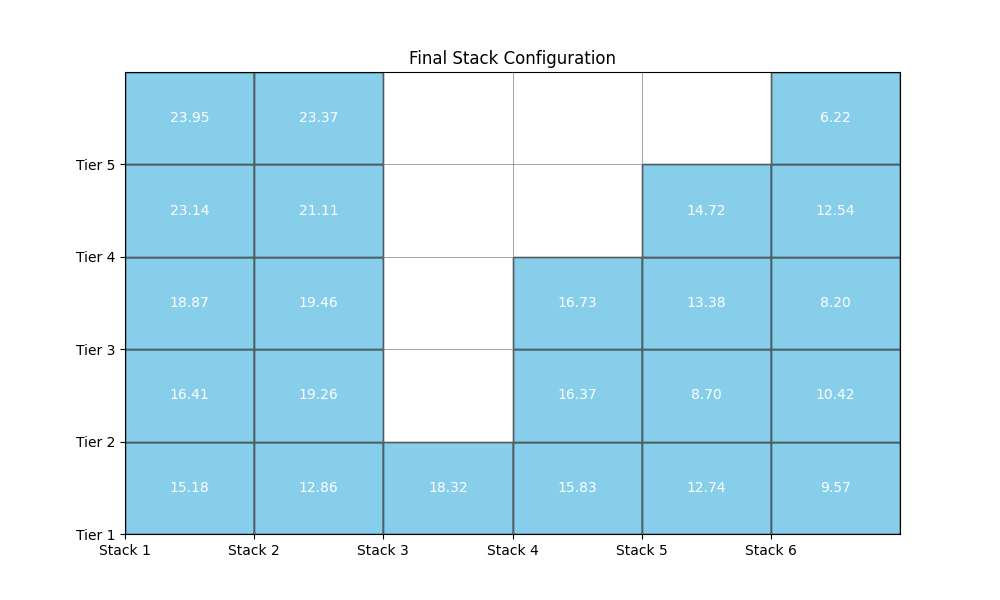 Final Stack Configuration
23.95 23.37 6.22
Tier 5
23.14 21.11 14.72 12.54
Tier 4
18.87 19.46 16.73 13.38 8.20
Tier 3
16.41 19.26 16.37 8.70 10.42
Tier 2
15.18 12.86 18.32 15.83 12.74 9.57
Tier 1
Stack 1 Stack 2 Stack 3 Stack 4 Stack 5 Stack 6